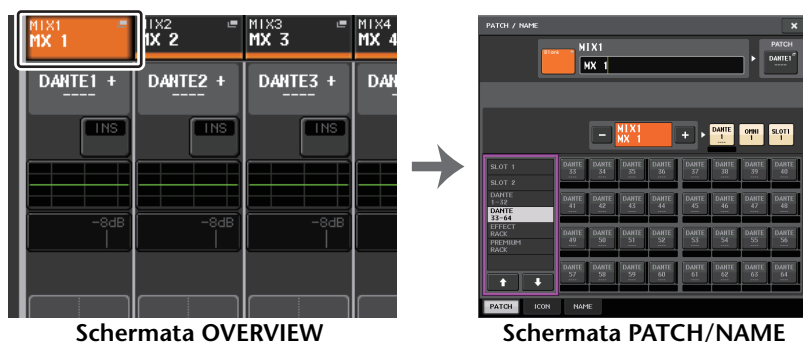 MIX1
MX 1
MIX2
MX 2
MIX3
MX 3
MIX4
MX 4
DANTE1 +
----
DANTE2 +
----
DANTE3 +
----
INS
INS
INS
-8dB
-8dB
-8dB
Schermata OVERVIEW
PATCH / NAME
MIX1
MX 1
PATCH
DANTE1
----
MIX1
MX 1
DANTE 1
----
OMNI 1
SLOT1 1
SLOT 1
SLOT 2
DANTE 1-32
DANTE 33-64
EFFECT RACK
PREMIUM RACK
DANTE 33 DANTE 34 DANTE 35 DANTE 36 DANTE 37 DANTE 38 DANTE 39 DANTE 40
DANTE 41 DANTE 42 DANTE 43 DANTE 44 DANTE 45 DANTE 46 DANTE 47 DANTE 48
DANTE 49 DANTE 50 DANTE 51 DANTE 52 DANTE 53 DANTE 54 DANTE 55 DANTE 56
DANTE 57 DANTE 58 DANTE 59 DANTE 60 DANTE 61 DANTE 62 DANTE 63 DANTE 64
PATCH ICON NAME
Schermata PATCH/NAME